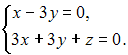 x − 3y = 0,
3x + 3y + z = 0.